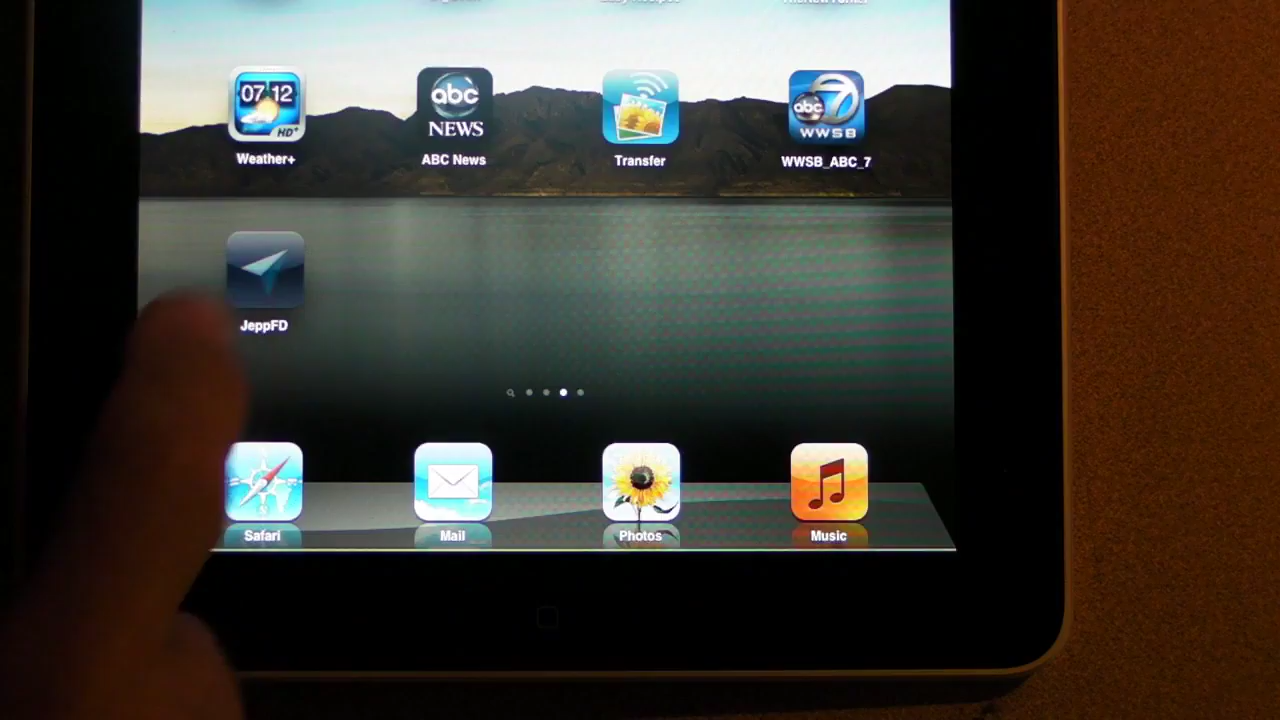 07 12
HD+
abc
NEWS
7
abc
WWSB
Weather+
ABC News
Transfer
WWSB_ABC_7
JeppFD
Safari
Mail
Photos
Music